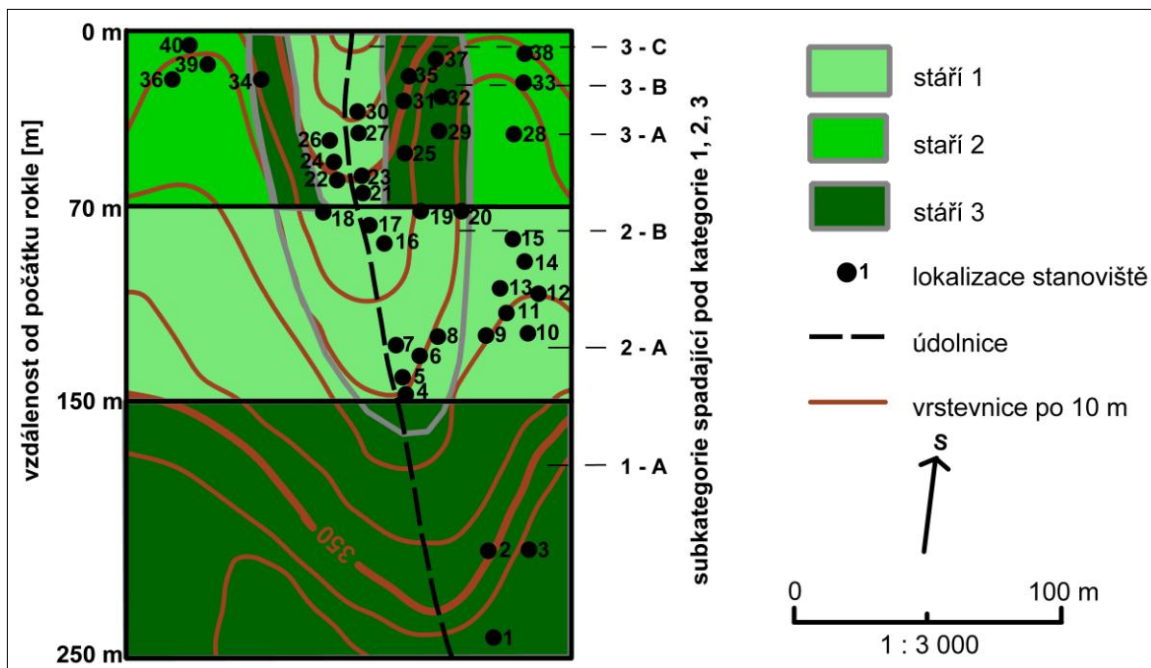 0 m
70 m
150 m
250 m
vzdálenost od počátku rokle [m]
40
39
36
34
37
35
38
33
32
31
30
29
28
27
26
25
24
23
22
21
18
19
20
17
16
15
14
13
12
11
10
9
8
7
6
5
4
350
2
3
1
3 - C
3 - B
3 - A
2 - B
2 - A
1 - A
subkategorie spadající pod kategorie 1, 2, 3
stáří 1
staří 2
stáří 3
1 lokalizace stanoviště
údolnice
vrstevnice po 10 m
S
0 100 m
1 : 3 000